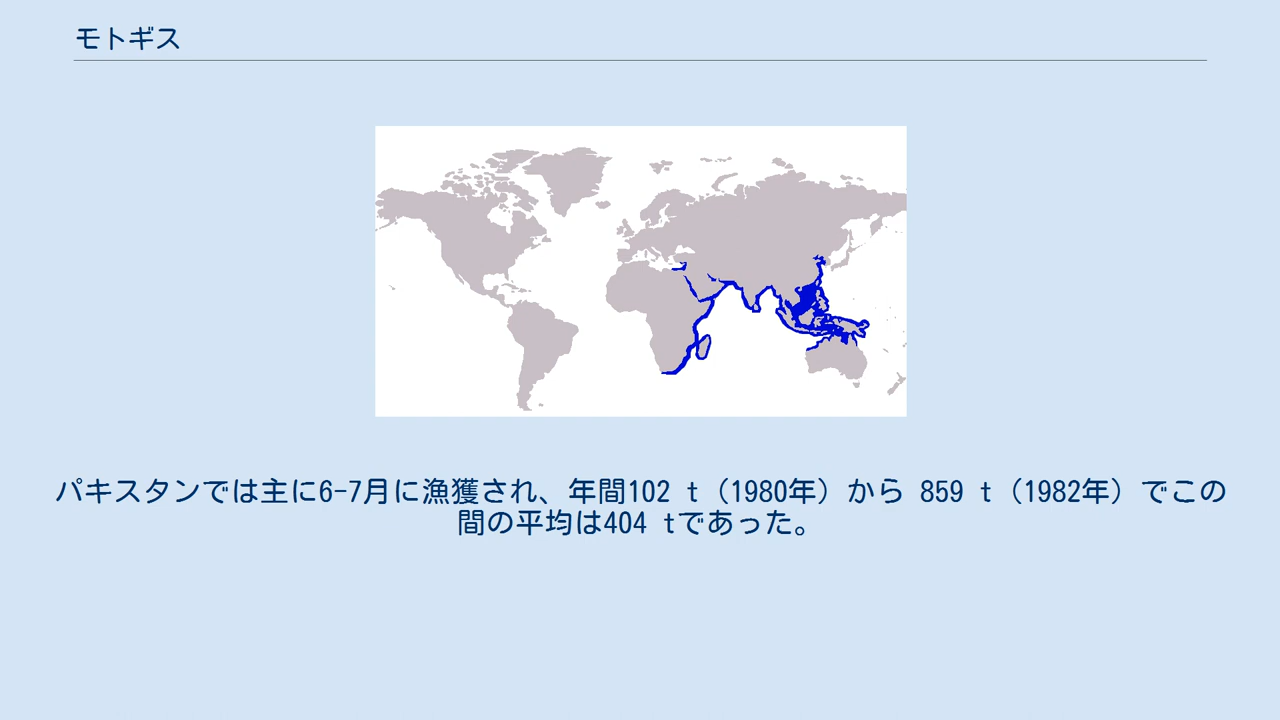 モトギス
パキスタンでは主に6-7月に漁獲され、年間102 t（1980年）から 859 t（1982年）でこの
間の平均は404 tであった。